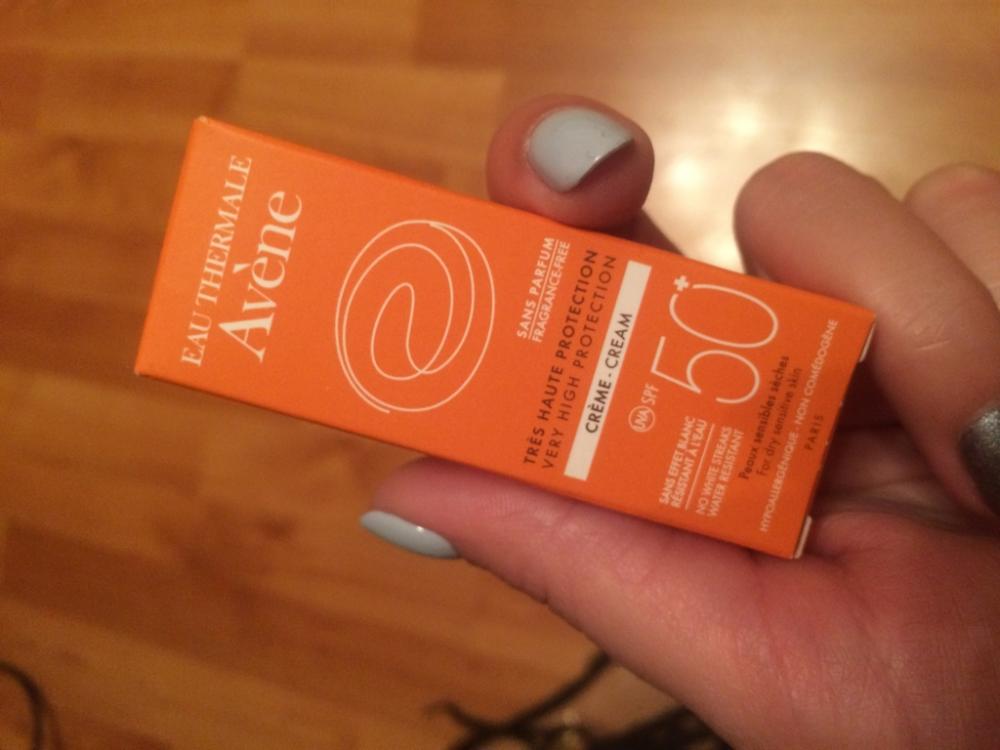 EAU THERMALE
Avène
SANS PARFUM
FRAGRANCE-FREE
TRÈS HAUTE PROTECTION
VERY HIGH PROTECTION
CRÈME - CREAM
UVA SPF 50+
SANS EFFET BLANC
RÉSISTANT À L'EAU
NO WHITE STREAKS
WATER RESISTANT
Peaux sensibles sèches
For dry sensitive skin
HYPOALLERGÉNIQUE - NON COMÉDOGÈNE
PARIS